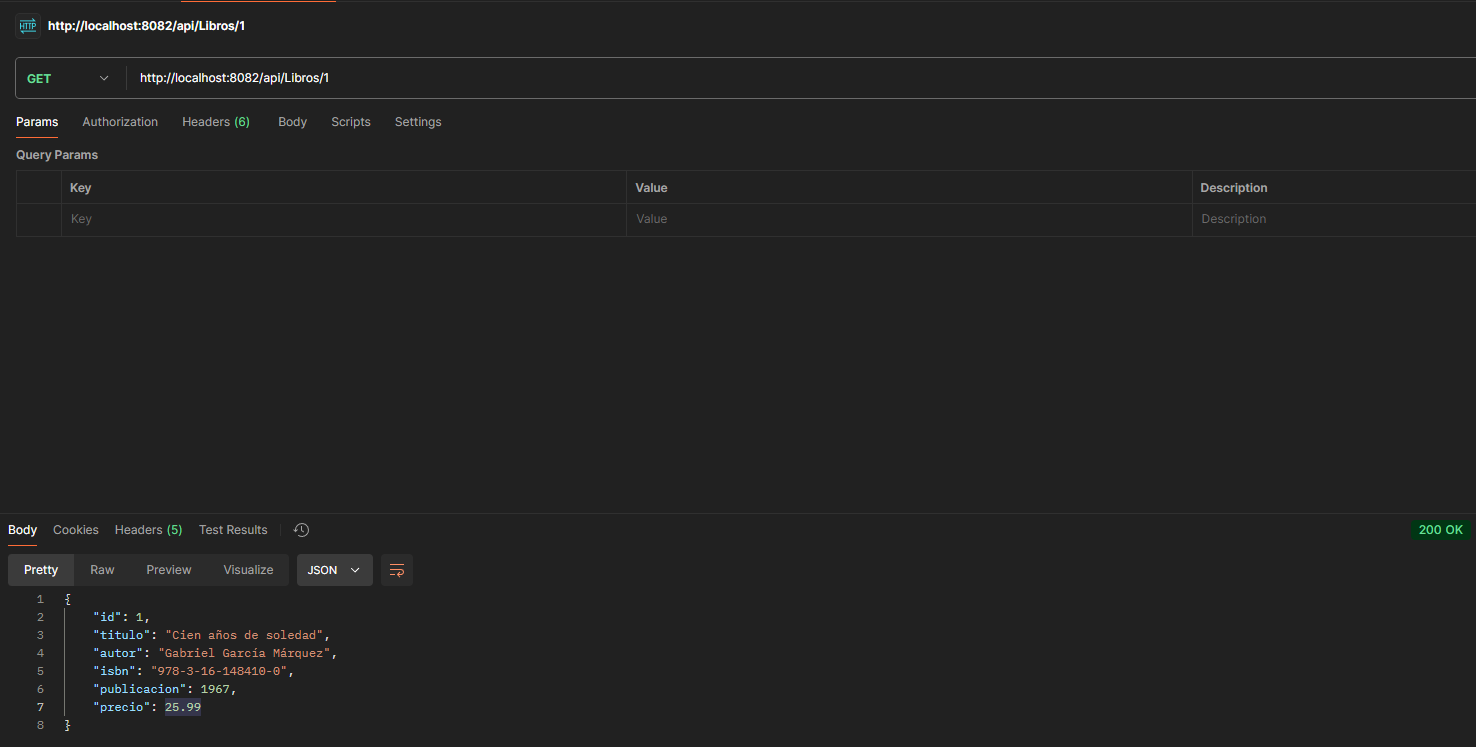 HTTP http://localhost:8082/api/Libros/1
GET http://localhost:8082/api/Libros/1
Params Authorization Headers (6) Body Scripts Settings
Query Params
Key Value Description
Key Value Description
Body Cookies Headers (5) Test Results 200 OK
Pretty Raw Preview Visualize JSON
1 {
2 "id": 1,
3 "titulo": "Cien años de soledad",
4 "autor": "Gabriel García Márquez",
5 "isbn": "978-3-16-148410-0",
6 "publicacion": 1967,
7 "precio": 25.99
8 }